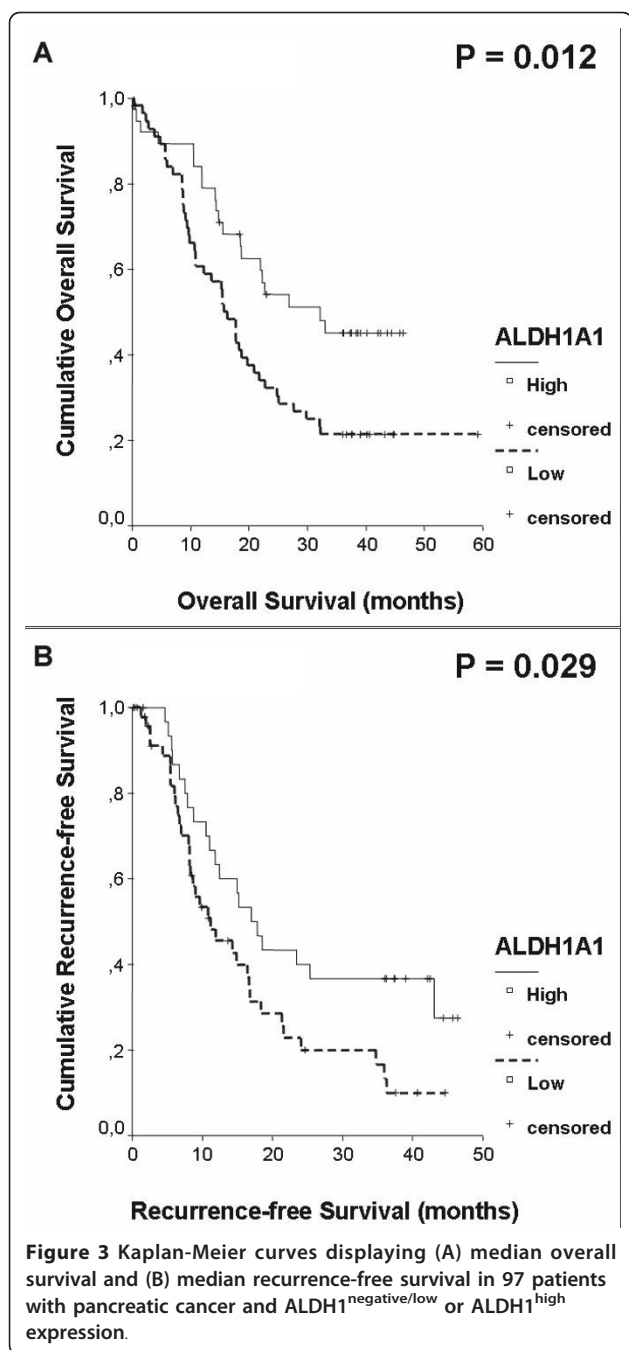 A
P = 0.012
1,0
,8
,6
,4
,2
0,0
Cumulative Overall Survival
0
10
20
30
40
50
60
Overall Survival (months)
ALDH1A1
High
censored
Low
censored
B
P = 0.029
1,0
,8
,6
,4
,2
0,0
Cumulative Recurrence-free Survival
0
10
20
30
40
50
Recurrence-free Survival (months)
ALDH1A1
High
censored
Low
censored
Figure 3 Kaplan-Meier curves displaying (A) median overall
survival and (B) median recurrence-free survival in 97 patients
with pancreatic cancer and ALDH1negative/low or ALDH1high
expression.